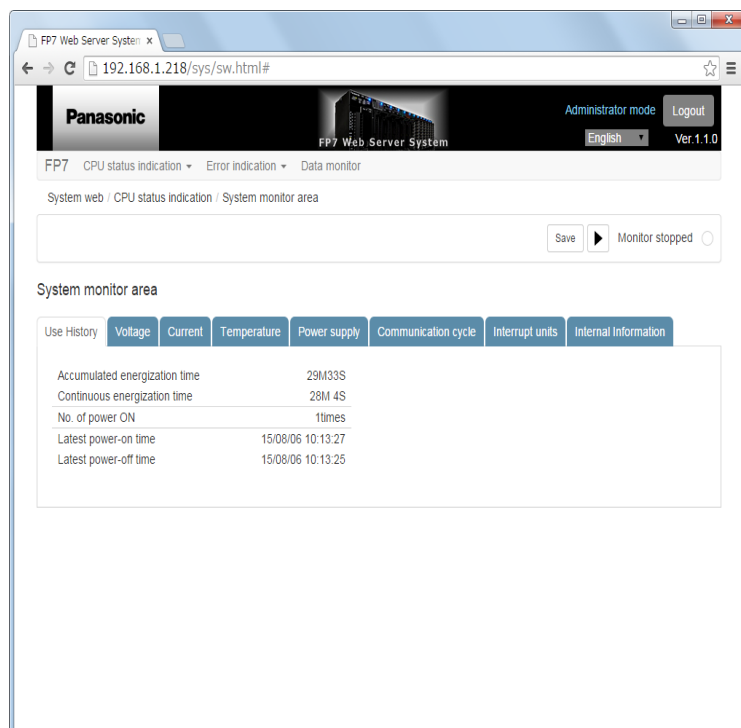 FP7 Web Server System
192.168.1.218/sys/sw.html#
Panasonic
FP7 Web Server System
Administrator mode
Logout
English
Ver.1.1.0
FP7 CPU status indication Error indication Data monitor
System web / CPU status indication / System monitor area
Save
Monitor stopped
System monitor area
Use History Voltage Current Temperature Power supply Communication cycle Interrupt units Internal Information
Accumulated energization time 29M33S
Continuous energization time 28M 4S
No. of power ON 1times
Latest power-on time 15/08/06 10:13:27
Latest power-off time 15/08/06 10:13:25